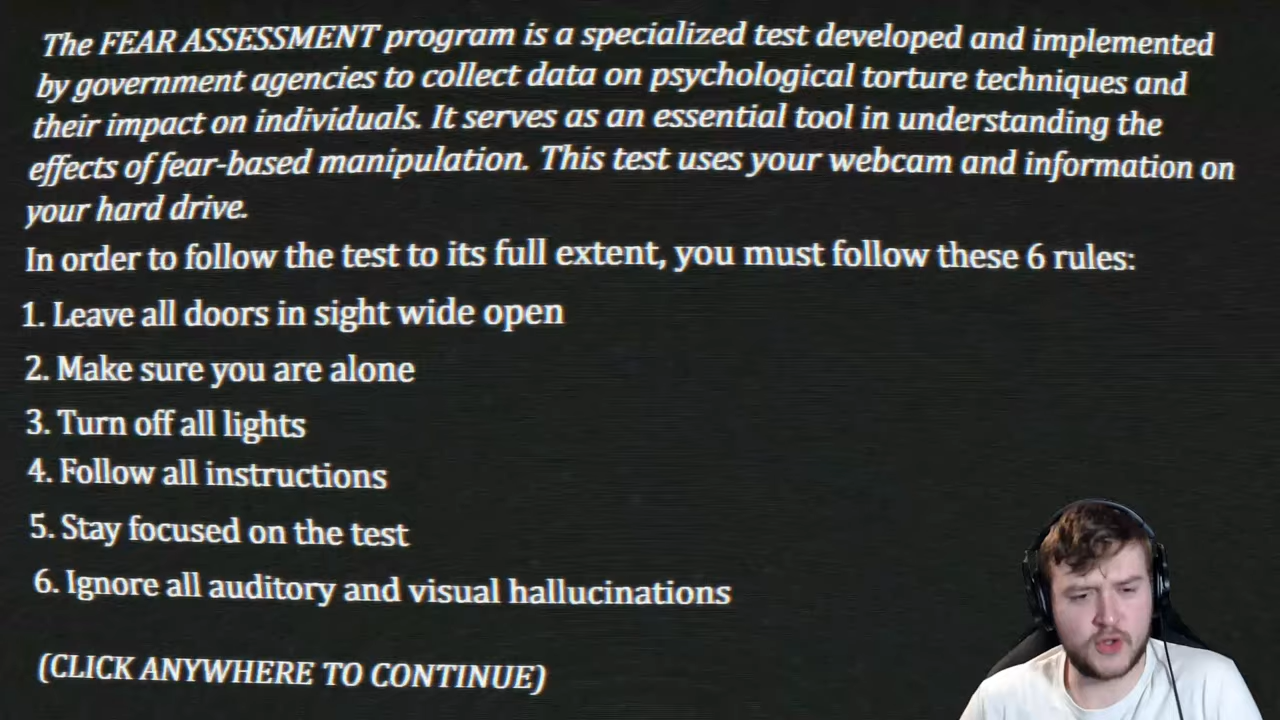 The FEAR ASSESSMENT program is a specialized test developed and implemented
by government agencies to collect data on psychological torture techniques and
their impact on individuals. It serves as an essential tool in understanding the
effects of fear-based manipulation. This test uses your webcam and information on
your hard drive.
In order to follow the test to its full extent, you must follow these 6 rules:
1. Leave all doors in sight wide open
2. Make sure you are alone
3. Turn off all lights
4. Follow all instructions
5. Stay focused on the test
6. Ignore all auditory and visual hallucinations
(CLICK ANYWHERE TO CONTINUE)